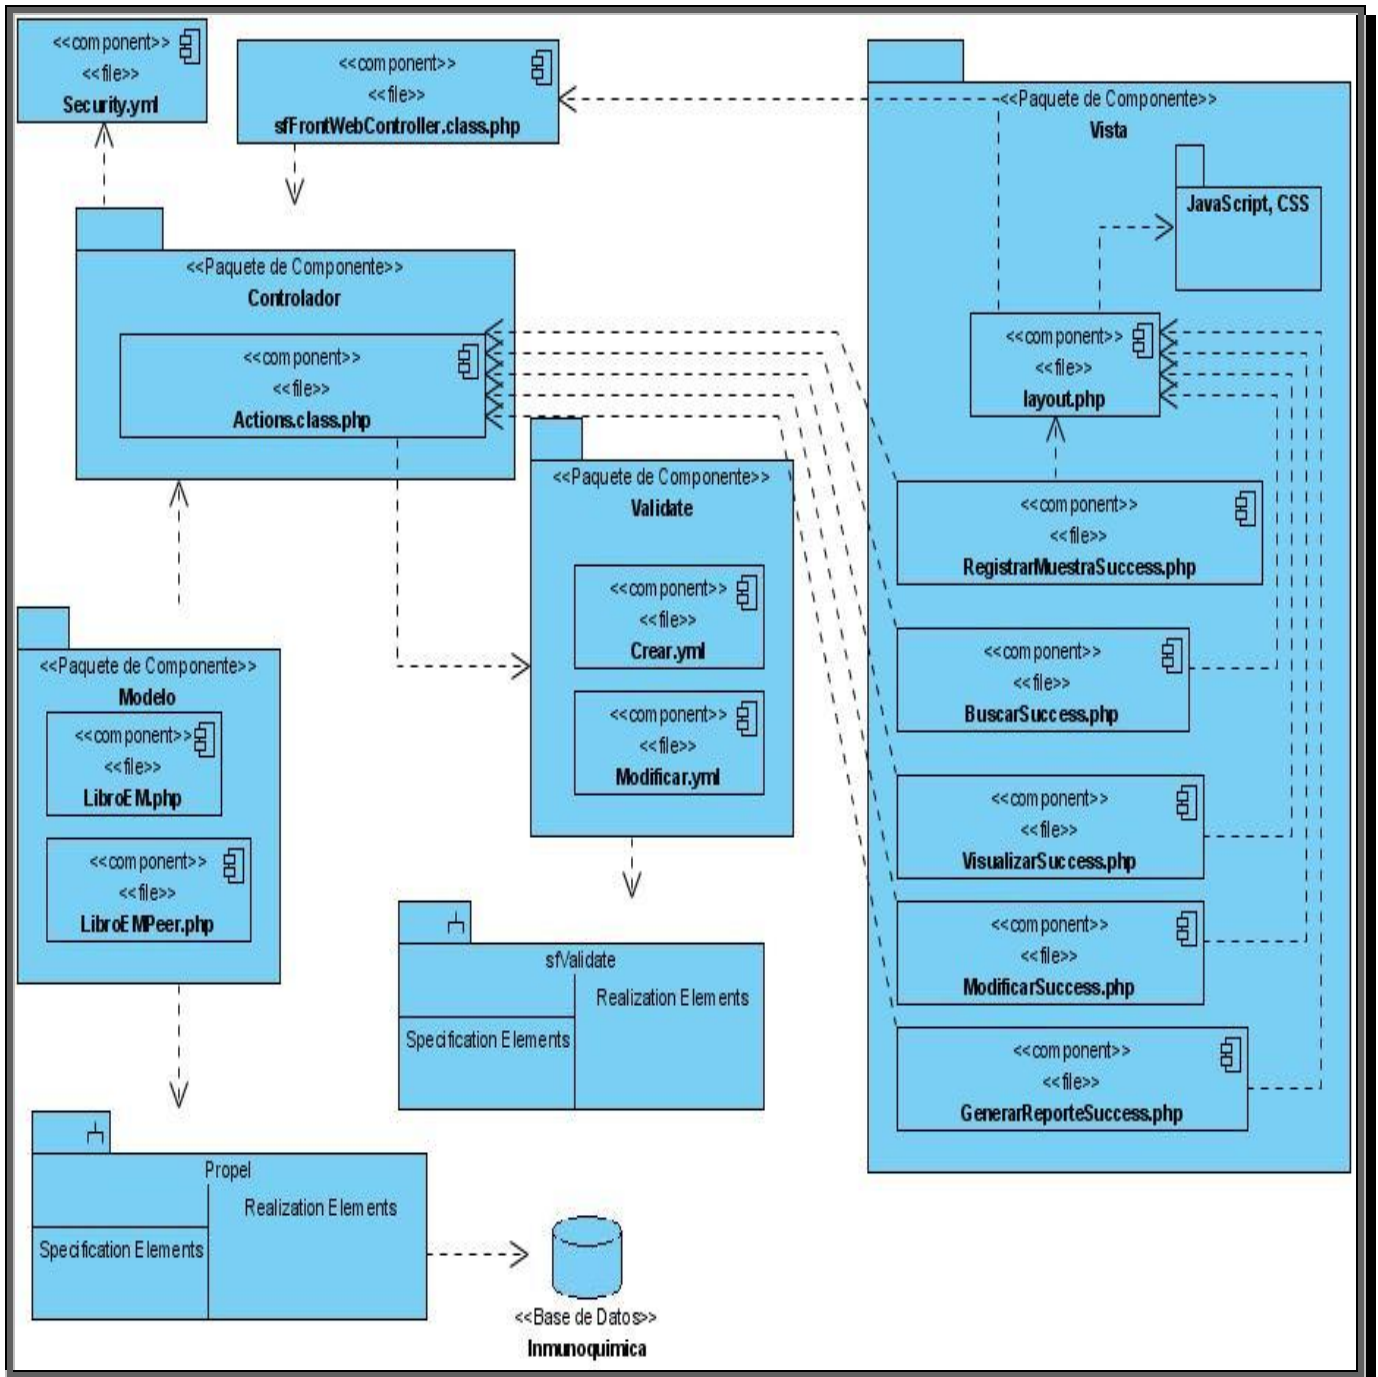 <<component>>
<<file>>
Security.yml
<<component>>
<<file>>
sfFrontWebController.class.php
<<Paquete de Componente>>
Vista
JavaScript, CSS
<<component>>
<<file>>
layout.php
<<Paquete de Componente>>
Controlador
<<component>>
<<file>>
Actions.class.php
<<Paquete de Componente>>
Validate
<<component>>
<<file>>
Crear.yml
<<component>>
<<file>>
Modificar.yml
<<component>>
<<file>>
RegistrarMuestraSuccess.php
<<component>>
<<file>>
BuscarSuccess.php
<<component>>
<<file>>
VisualizarSuccess.php
<<component>>
<<file>>
ModificarSuccess.php
<<component>>
<<file>>
GenerarReporteSuccess.php
<<Paquete de Componente>>
Modelo
<<component>>
<<file>>
LibroEM.php
<<component>>
<<file>>
LibroEMPeer.php
sfValidate
Realization Elements
Specification Elements
Propel
Realization Elements
Specification Elements
<<Base de Datos>>
Inmunoquimica